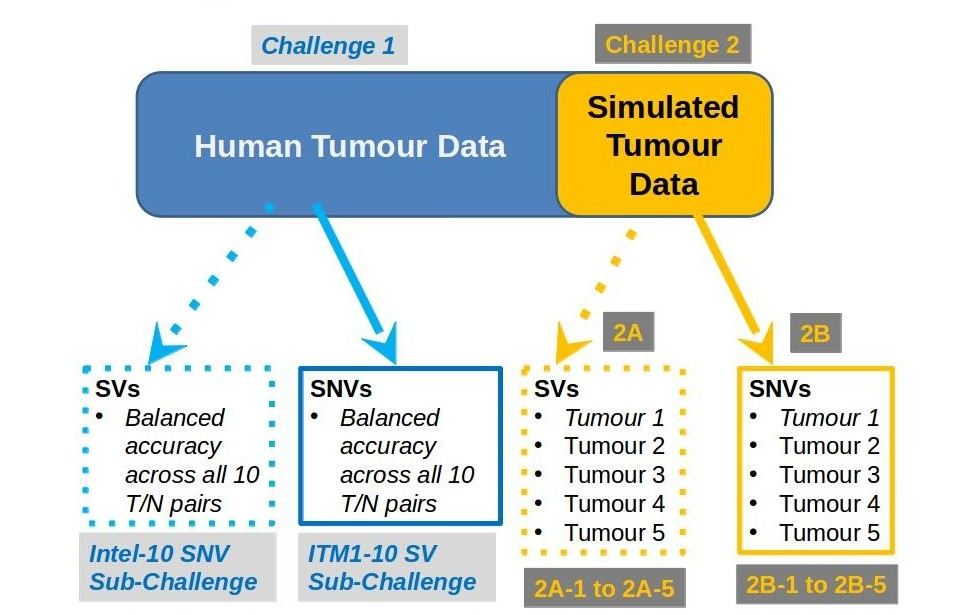 Challenge 1
Challenge 2
Human Tumour Data
Simulated
Tumour
Data
2A
2B
SVs
• Balanced
accuracy
across all 10
T/N pairs
SNVs
• Balanced
accuracy
across all 10
T/N pairs
SVs
• Tumour 1
• Tumour 2
• Tumour 3
• Tumour 4
• Tumour 5
SNVs
• Tumour 1
• Tumour 2
• Tumour 3
• Tumour 4
• Tumour 5
Intel-10 SNV
Sub-Challenge
ITM1-10 SV
Sub-Challenge
2A-1 to 2A-5
2B-1 to 2B-5